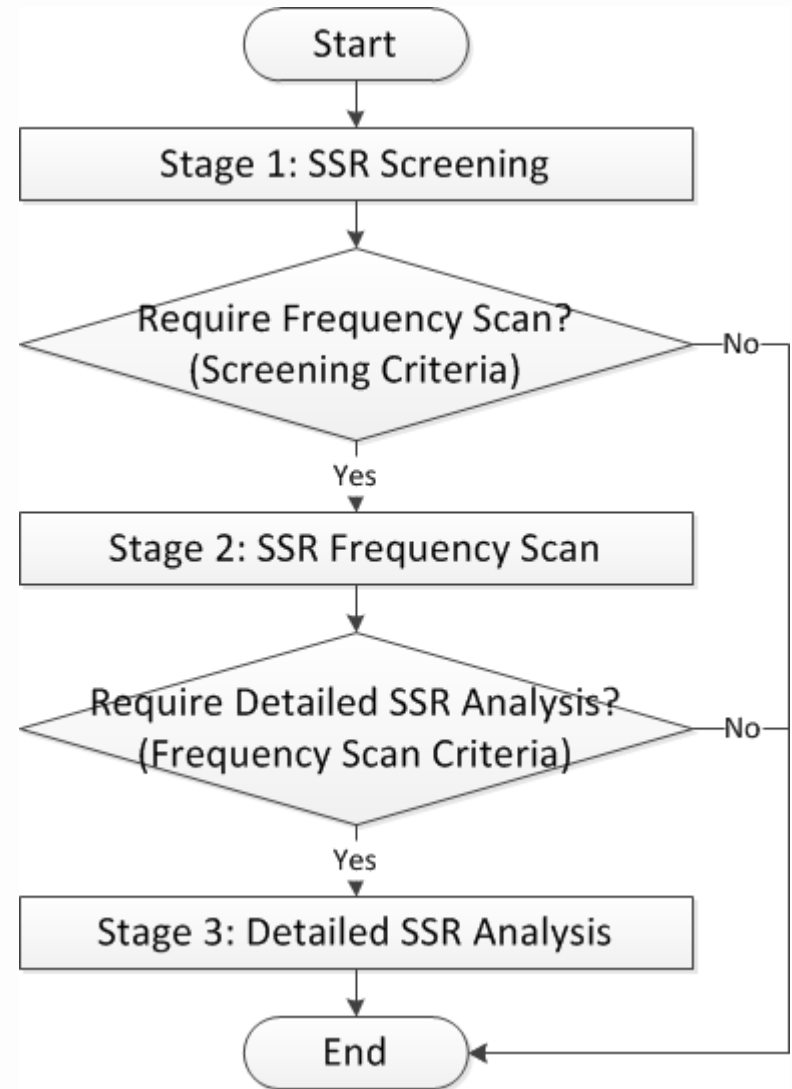 Start
Stage 1: SSR Screening
Require Frequency Scan?
(Screening Criteria)
No
Yes
Stage 2: SSR Frequency Scan
Require Detailed SSR Analysis?
(Frequency Scan Criteria)
No
Yes
Stage 3: Detailed SSR Analysis
End